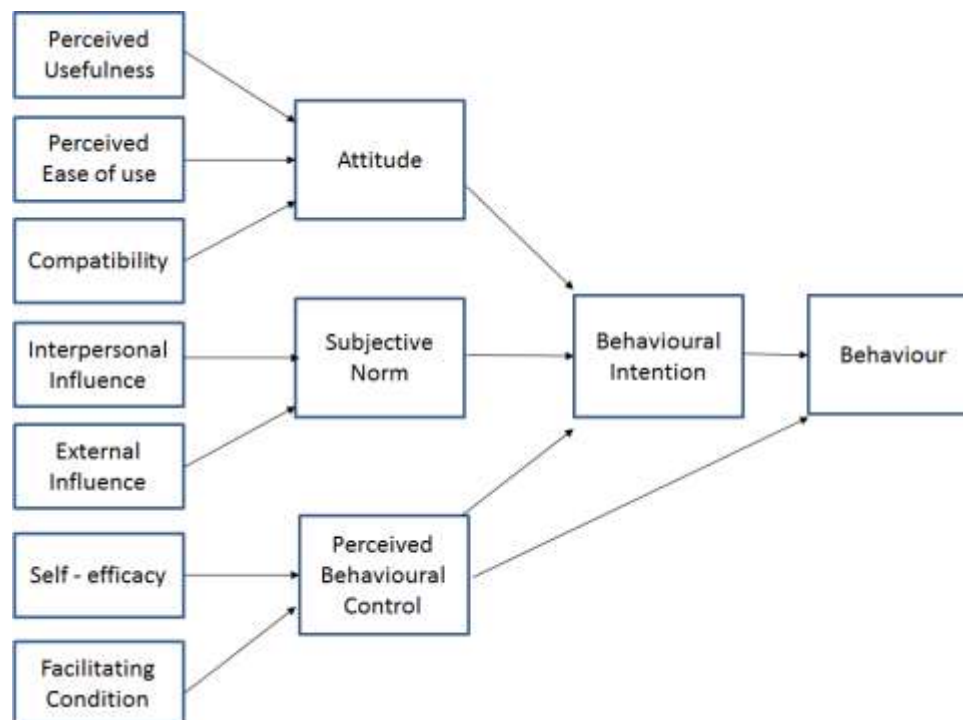 Perceived
Usefulness
Perceived
Ease of use
Compatibility
Interpersonal
Influence
External
Influence
Self - efficacy
Facilitating
Condition
Attitude
Subjective
Norm
Perceived
Behavioural
Control
Behavioural
Intention
Behaviour